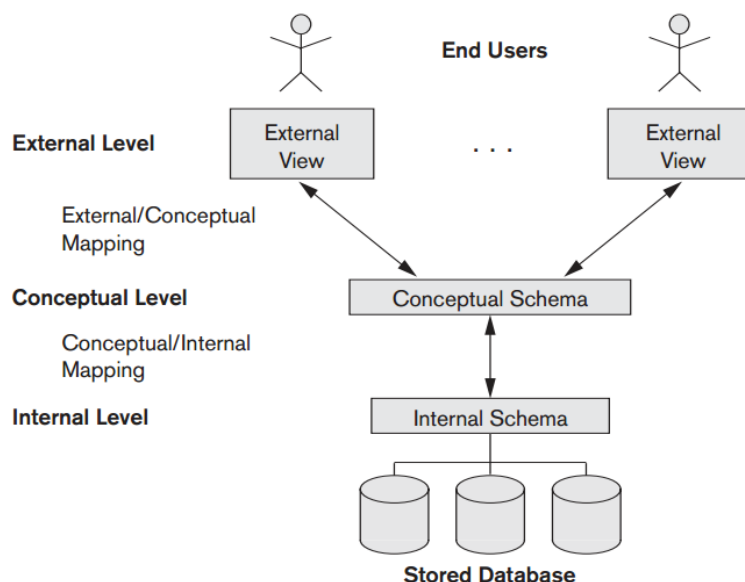 End Users
External Level
External
View
. . .
External
View
External/Conceptual
Mapping
Conceptual Level
Conceptual Schema
Conceptual/Internal
Mapping
Internal Level
Internal Schema
Stored Database